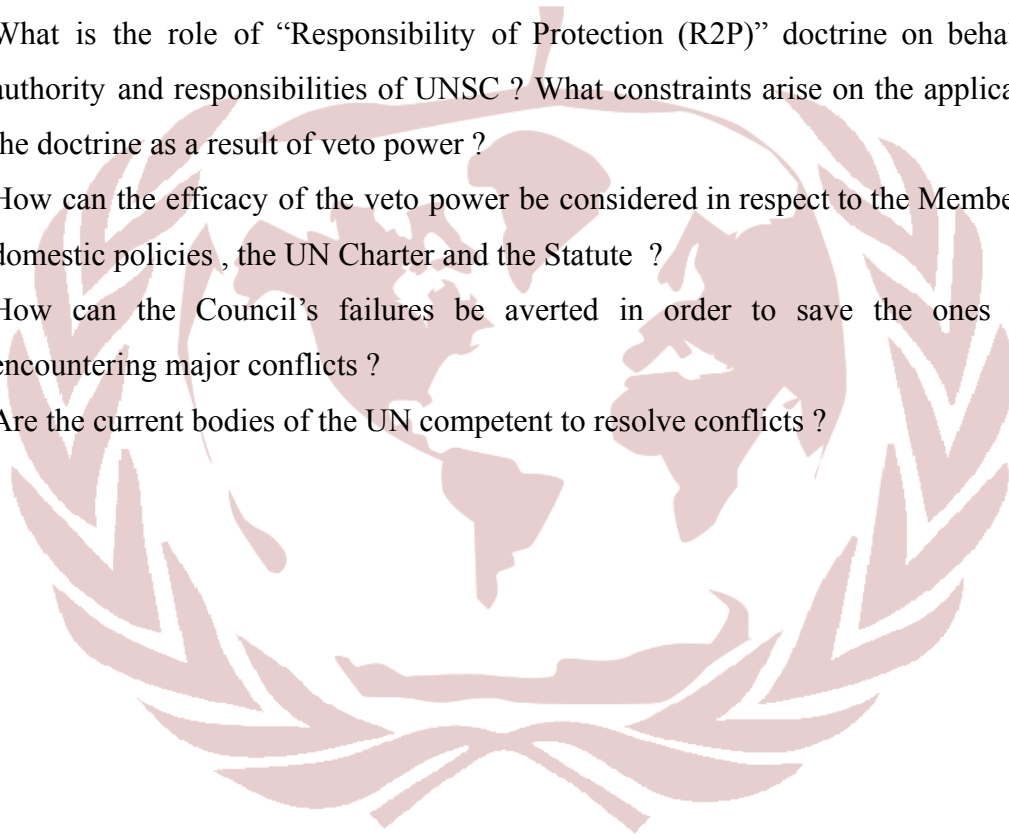 What is the role of “Responsibility of Protection (R2P)” doctrine on
authority and responsibilities of UNSC ? What constraints arise on the
the doctrine as a result of veto power ?
How can the efficacy of the veto power be considered in respect to the
domestic policies , the UN Charter and the Statute ?
How can the Council’s failures be averted in order to save the ones
encountering major conflicts ?
Are the current bodies of the UN competent to resolve conflicts ?